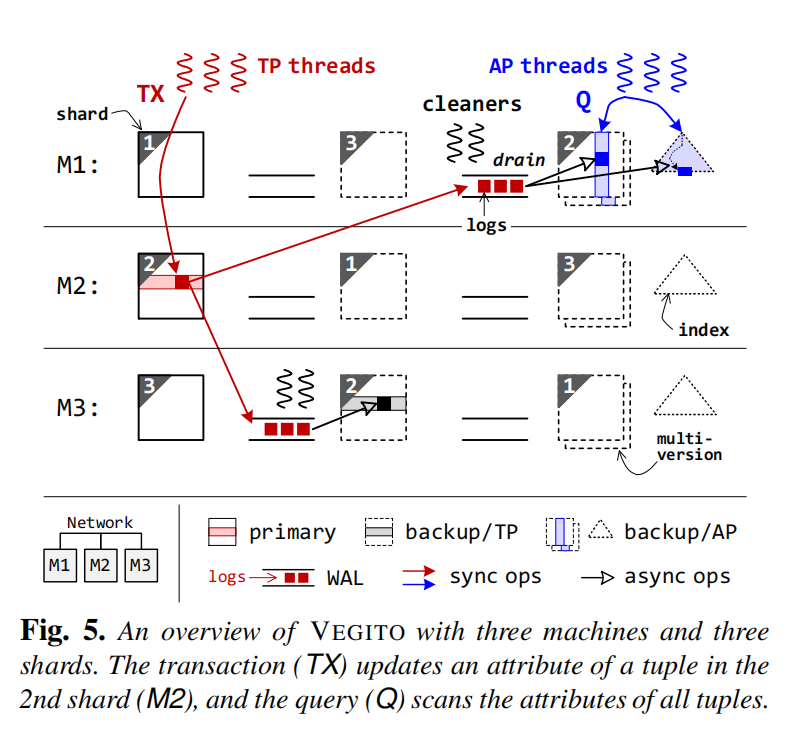 TX
TP threads
AP threads
Q
shard
cleaners
M1:
1
3
drain
2
logs
M2:
2
1
3
index
M3:
3
2
1
multi-
version
Network
M1 M2 M3
primary
backup/TP
backup/AP
logs
WAL
sync ops
async ops
Fig. 5. An overview of VEGITO with three machines and three
shards. The transaction (TX) updates an attribute of a tuple in the
2nd shard (M2), and the query (Q) scans the attributes of all tuples.